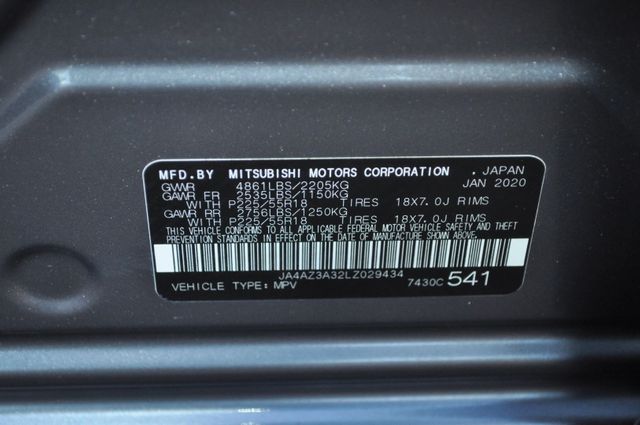 MFD.BY MITSUBISHI MOTORS CORPORATION . JAPAN
GVWR 4861LBS/2205KG JAN 2020
GAWR FR 2535LBS/1150KG
WITH P225/55R18 TIRES 18X7.0J RIMS
GAWR RR 2756LBS/1250KG
WITH P225/55R18 TIRES 18X7.0J RIMS
THIS VEHICLE CONFORMS TO ALL APPLICABLE FEDERAL MOTOR VEHICLE SAFETY AND THEFT
PREVENTION STANDARDS IN EFFECT ON THE DATE OF MANUFACTURE SHOWN ABOVE.
JA4AZ3A32LZ029434
VEHICLE TYPE: MPV 7430C 541